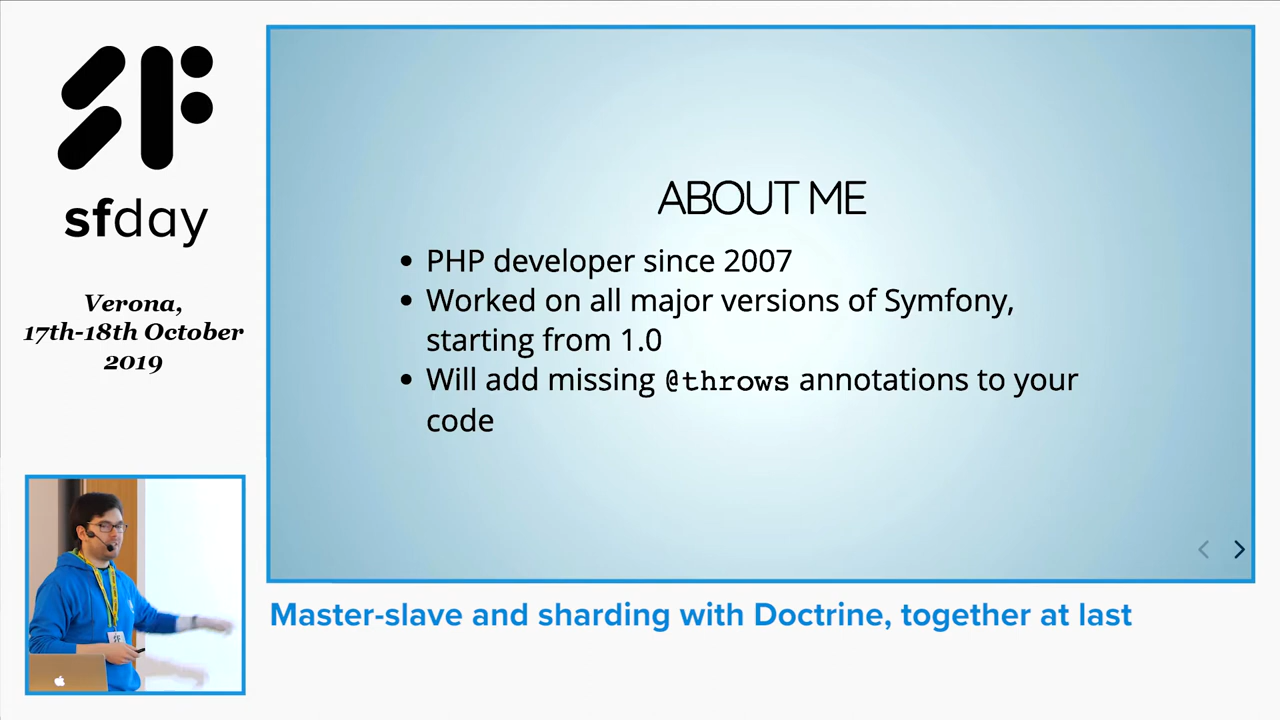 sfday
Verona,
17th-18th October
2019
ABOUT ME
• PHP developer since 2007
• Worked on all major versions of Symfony,
starting from 1.0
• Will add missing @throws annotations to your
code
Master-slave and sharding with Doctrine, together at last